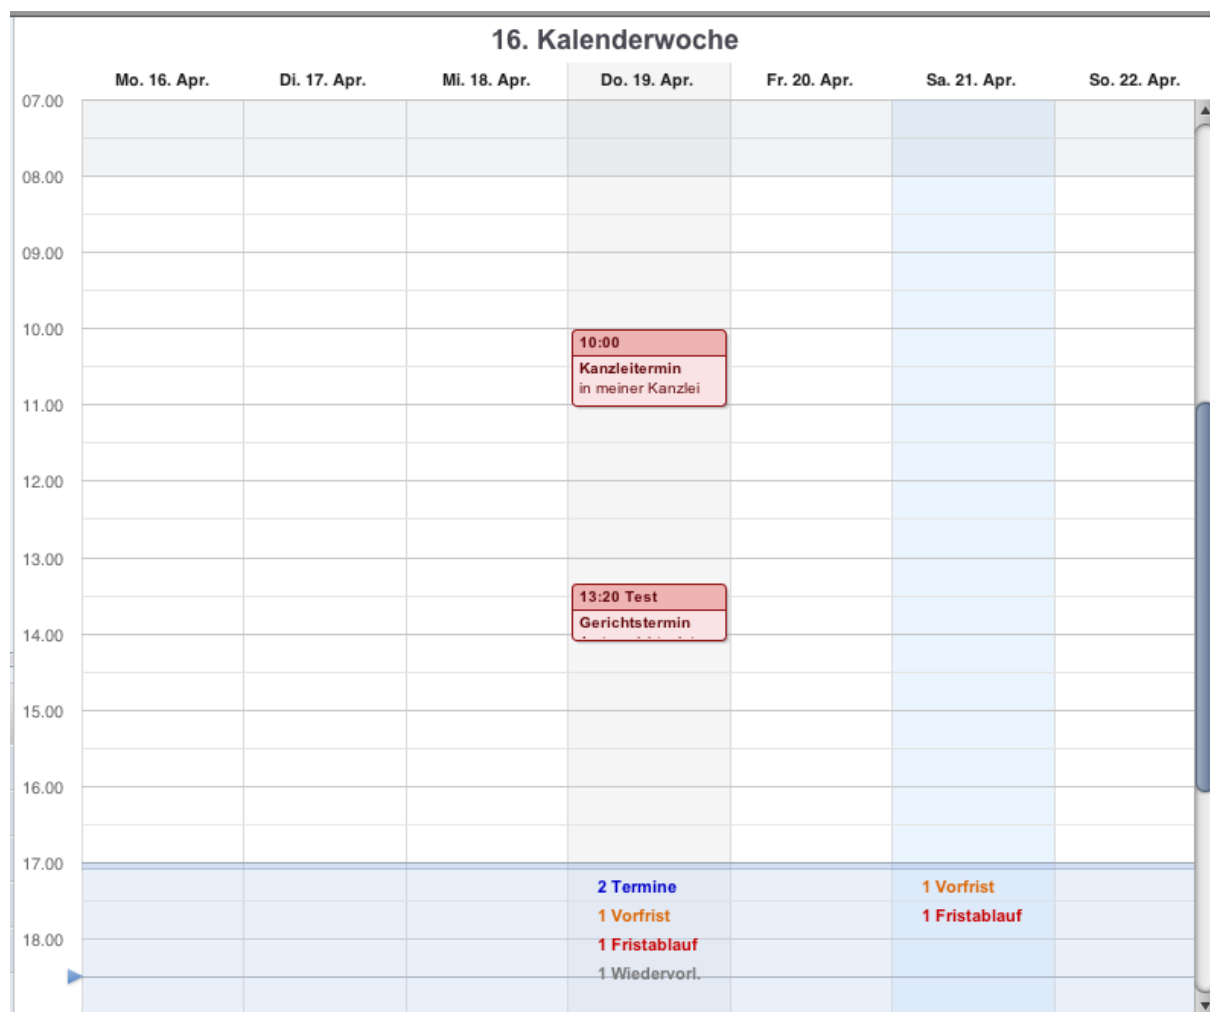 16. Kalenderwoche
Mo. 16. Apr. Di. 17. Apr. Mi. 18. Apr. Do. 19. Apr. Fr. 20. Apr. Sa. 21. Apr. So. 22. Apr.
07.00
08.00
09.00
10.00
10:00
Kanzleitermin
in meiner Kanzlei
11.00
12.00
13.00
13:20 Test
Gerichtstermin
14.00
15.00
16.00
17.00
2 Termine 1 Vorfrist
1 Vorfrist 1 Fristablauf
18.00
1 Fristablauf
1 Wiedervorl.